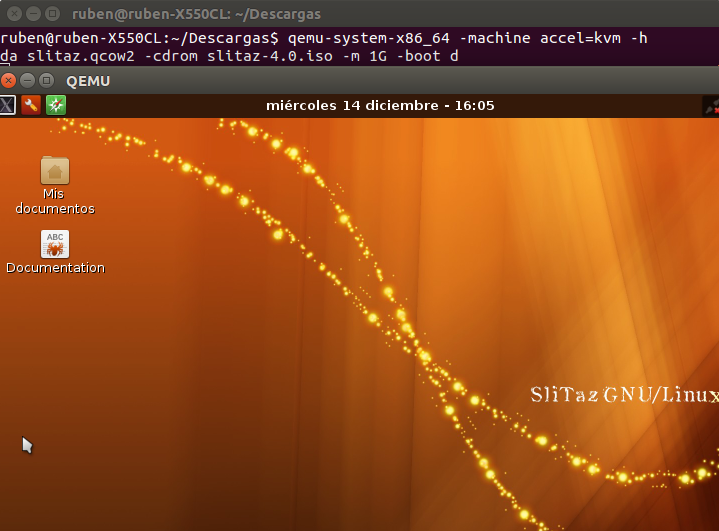 ruben@ruben-X550CL: ~/Descargas
ruben@ruben-X550CL:~/Descargas$ qemu-system-x86_64 -machine accel=kvm -h
da slitaz.qcow2 -cdrom slitaz-4.0.iso -m 1G -boot d
QEMU
miércoles 14 diciembre - 16:05
Mis
documentos
ABC
Documentation
SliTaz GNU/Linux